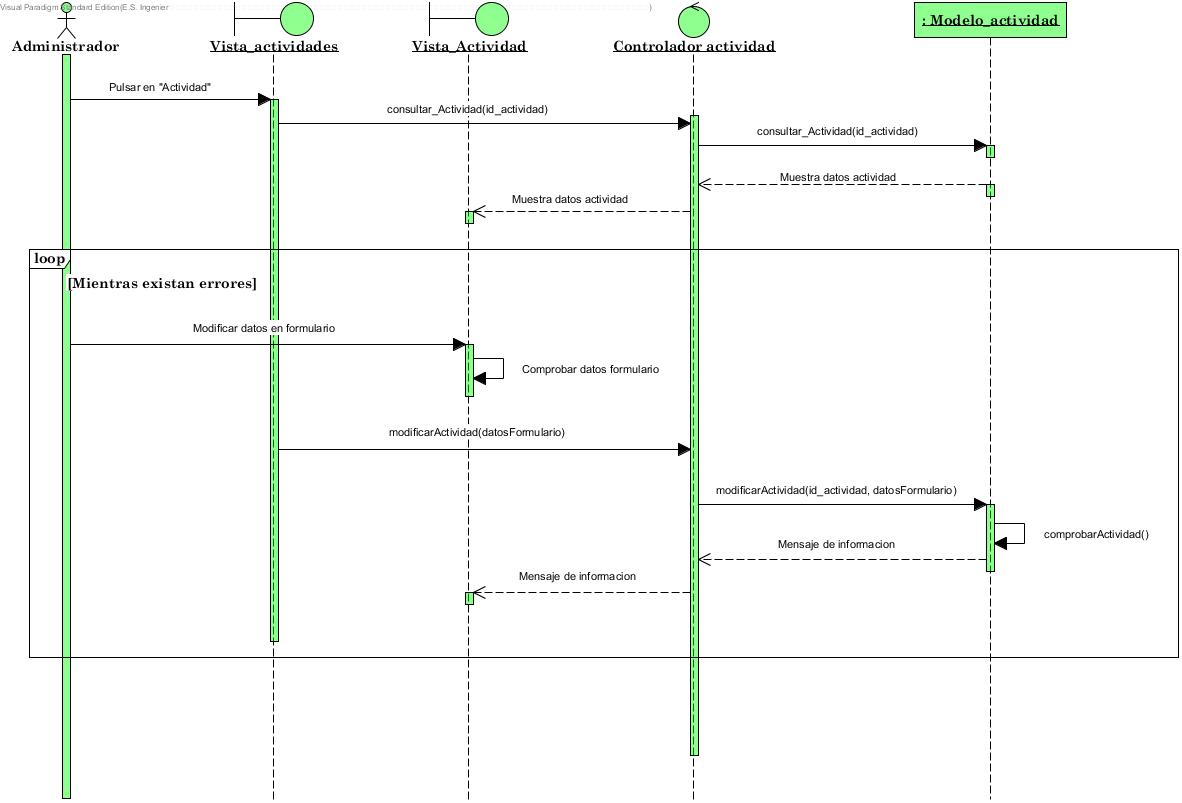 Visual Paradigm Standard Edition(E.S. Ingenier
)
Administrador
Vista_actividades
Vista_Actividad
Controlador actividad
: Modelo_actividad
Pulsar en "Actividad"
consultar_Actividad(id_actividad)
consultar_Actividad(id_actividad)
Muestra datos actividad
Muestra datos actividad
loop
[Mientras existan errores]
Modificar datos en formulario
Comprobar datos formulario
modificarActividad(datosFormulario)
modificarActividad(id_actividad, datosFormulario)
comprobarActividad()
Mensaje de informacion
Mensaje de informacion